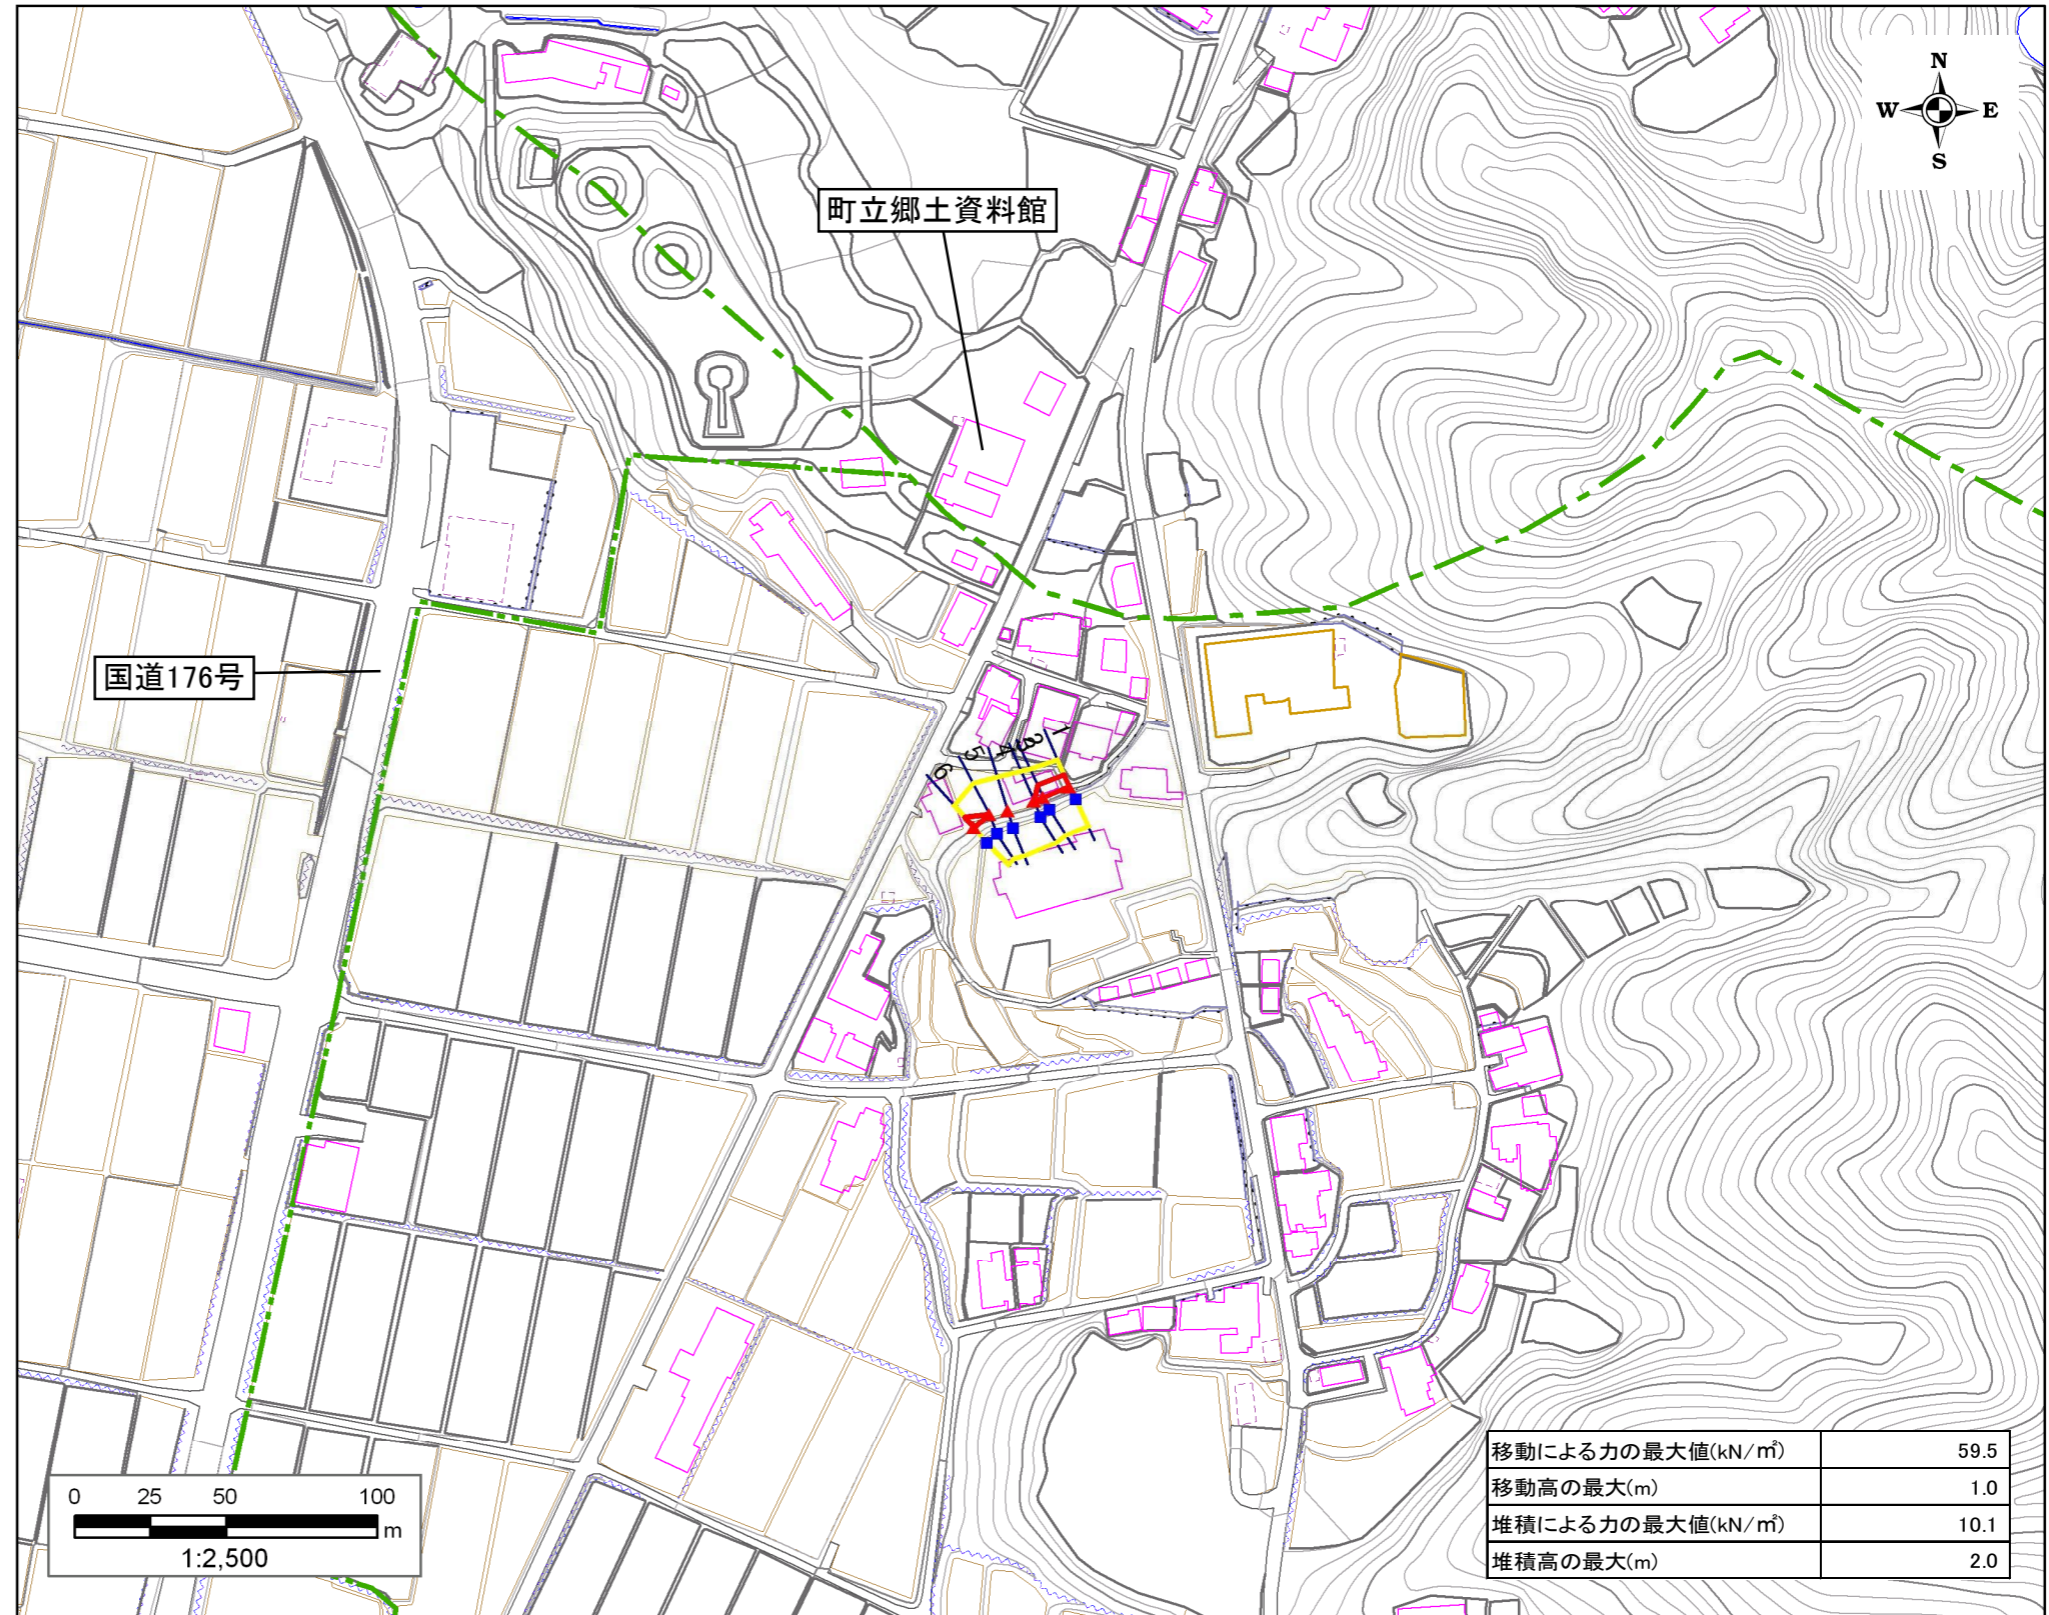 N
W E
S
町立郷土資料館
国道176号
1
2
3
4
5
6
移動による力の最大値(kN/㎡) 59.5
移動高の最大(m) 1.0
堆積による力の最大値(kN/㎡) 10.1
堆積高の最大(m) 2.0
0 25 50 100
m
1:2,500